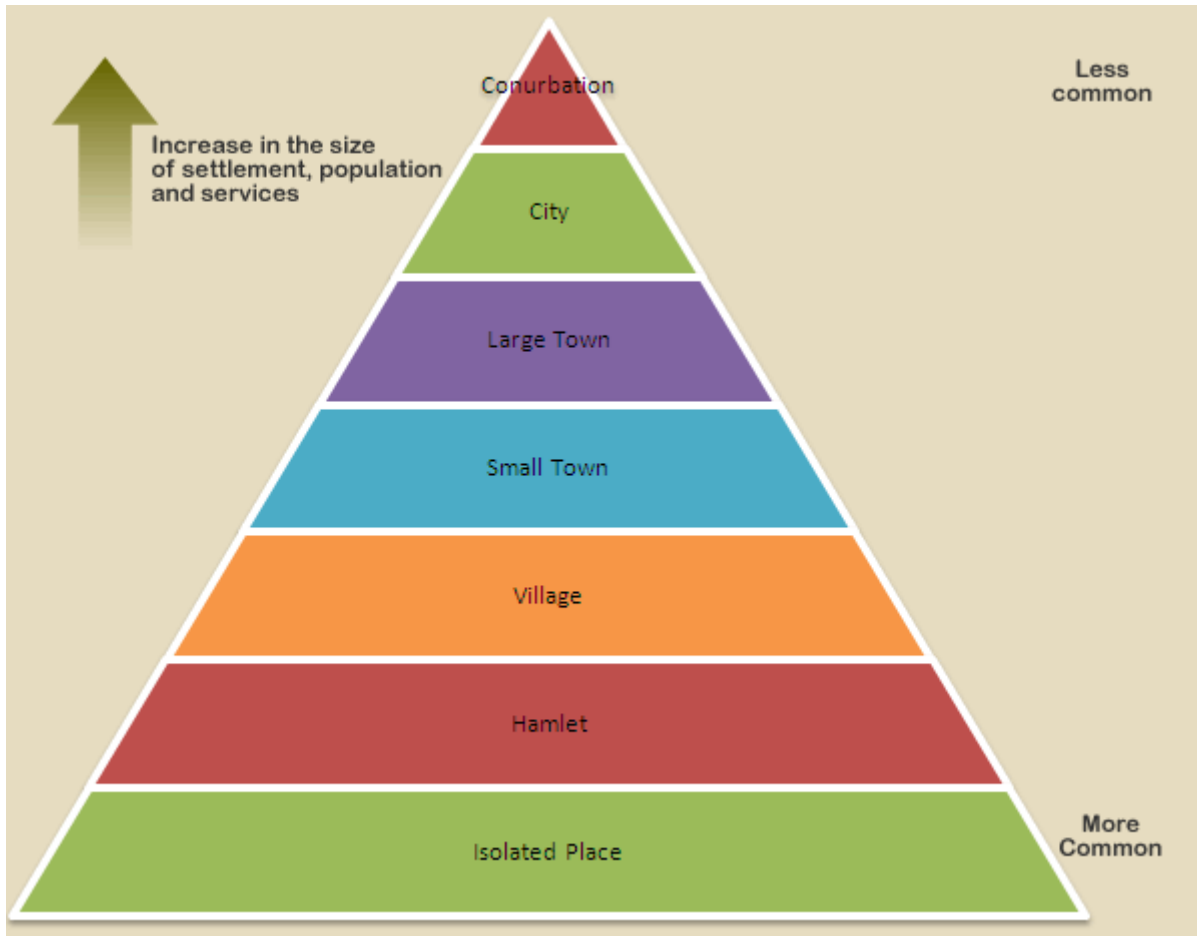 Conurbation
Less
common
Increase in the size
of settlement, population
and services
City
Large Town
Small Town
Village
Hamlet
Isolated Place
More
Common